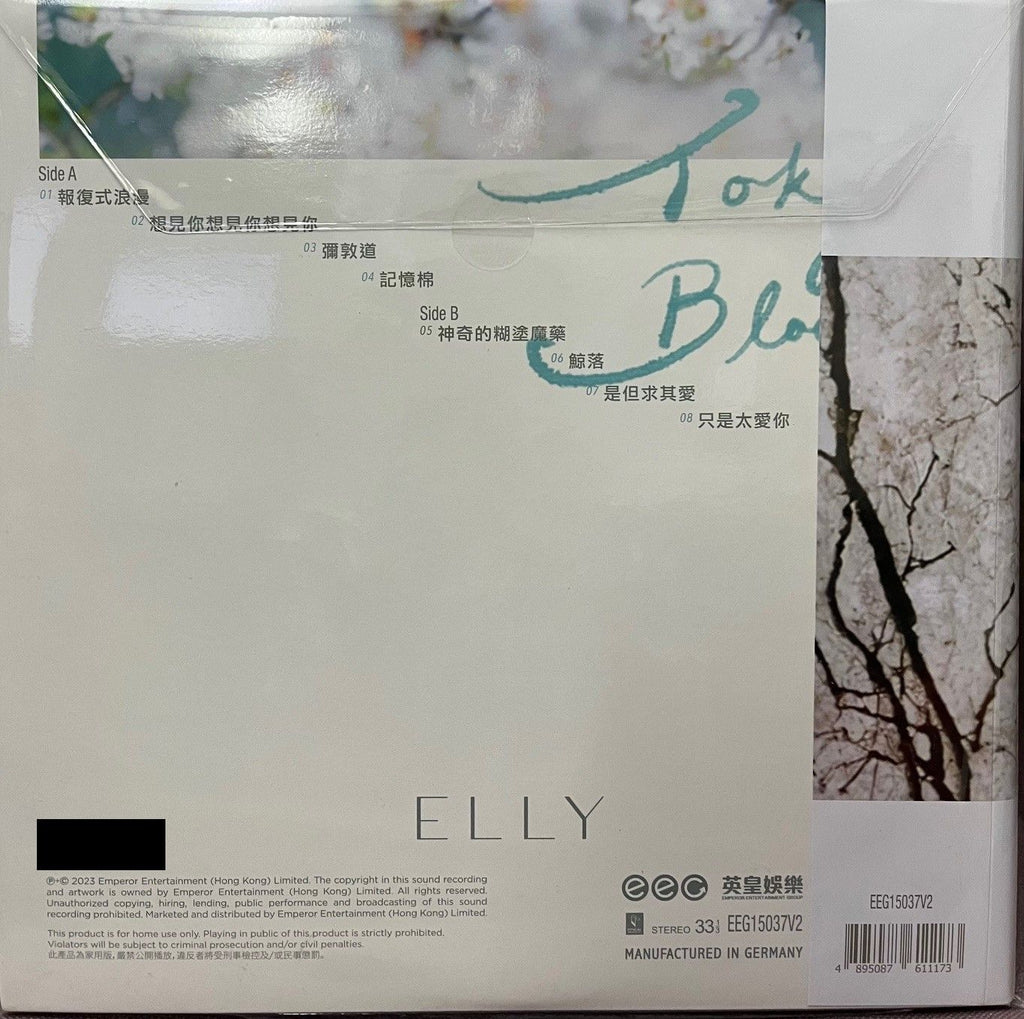 Side A
01 報復式浪漫
02 想見你想見你想見你
03 彌敦道
04 記憶棉
Side B
05 神奇的糊塗魔藥
06 鯨落
07 是但求其愛
08 只是太愛你
Tok
Blo
ELLY
℗+© 2023 Emperor Entertainment (Hong Kong) Limited. The copyright in this sound recording
and artwork is owned by Emperor Entertainment (Hong Kong) Limited. All rights reserved.
Unauthorized copying, hiring, lending, public performance and broadcasting of this sound
recording prohibited. Marketed and distributed by Emperor Entertainment (Hong Kong) Limited.
This product is for home use only. Playing in public of this product is strictly prohibited.
Violators will be subject to criminal prosecution and/or civil penalties.
此產品為家用版, 嚴禁公開播放, 違反者將受刑事檢控及/或民事懲罰。
eeg 英皇娛樂
EMPEROR ENTERTAINMENT GROUP
STEREO 33⅓ EEG15037V2
MANUFACTURED IN GERMANY
EEG15037V2
4 895087 611173